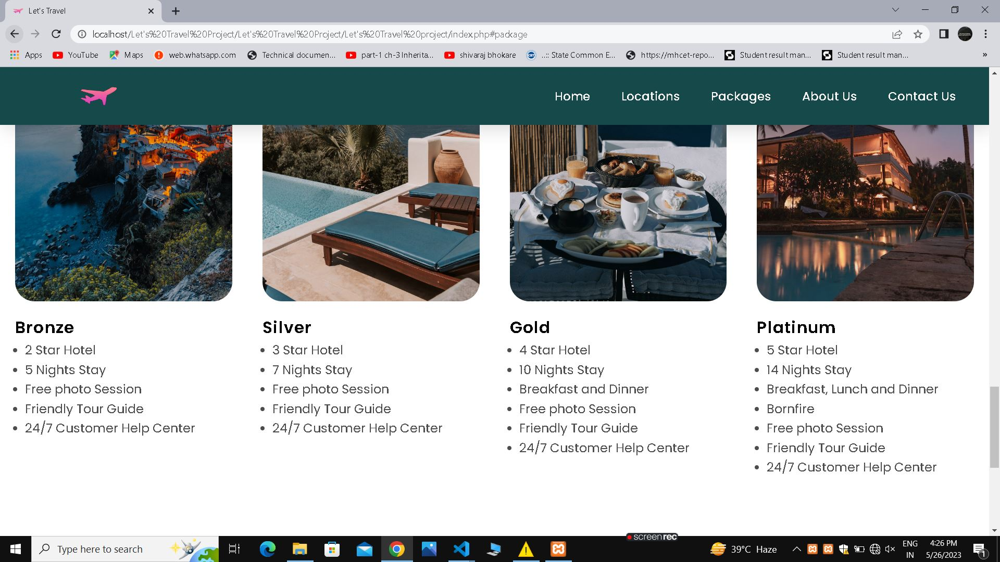 Let's Travel
localhost/Let's%20Travel%20Project/Let's%20Travel%20Project/Let's%20Travel%20project/index.php#package
Apps YouTube Maps web.whatsapp.com Technical documen... part-1 ch-3 Inherita... shivaraj bhokare ..:: State Common E... https://mhcet-repo... Student result man... Student result man... »
Home Locations Packages About Us Contact Us
Bronze
• 2 Star Hotel
• 5 Nights Stay
• Free photo Session
• Friendly Tour Guide
• 24/7 Customer Help Center
Silver
• 3 Star Hotel
• 7 Nights Stay
• Free photo Session
• Friendly Tour Guide
• 24/7 Customer Help Center
Gold
• 4 Star Hotel
• 10 Nights Stay
• Breakfast and Dinner
• Free photo Session
• Friendly Tour Guide
• 24/7 Customer Help Center
Platinum
• 5 Star Hotel
• 14 Nights Stay
• Breakfast, Lunch and Dinner
• Bornfire
• Free photo Session
• Friendly Tour Guide
• 24/7 Customer Help Center
screenrec
Type here to search
39°C Haze
ENG
IN
4:26 PM
5/26/2023
1